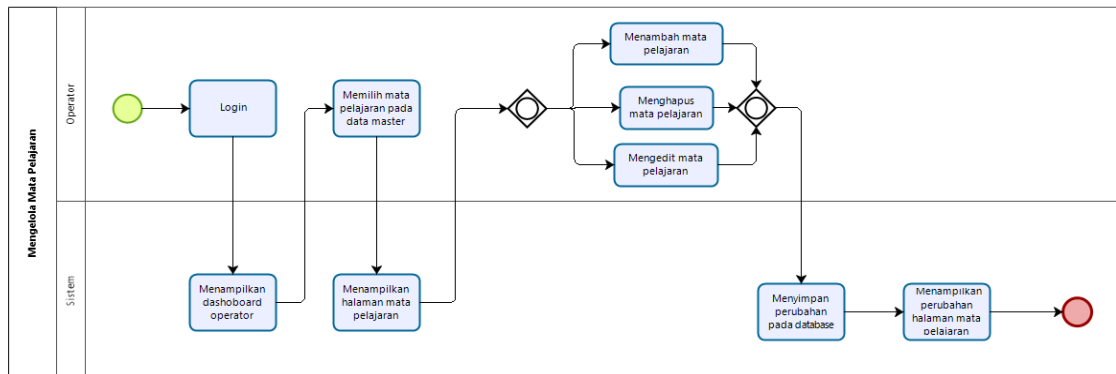 Mengelola Mata Pelajaran
Operator
Login
Memilih mata
pelajaran pada
data master
Menambah mata
pelajaran
Menghapus
mata pelajaran
Mengedit mata
pelajaran
Sistem
Menampilkan
dashoboard
operator
Menampilkan
halaman mata
pelajaran
Menyimpan
perubahan
pada database
Menampilkan
perubahan
halaman mata
pelajaran